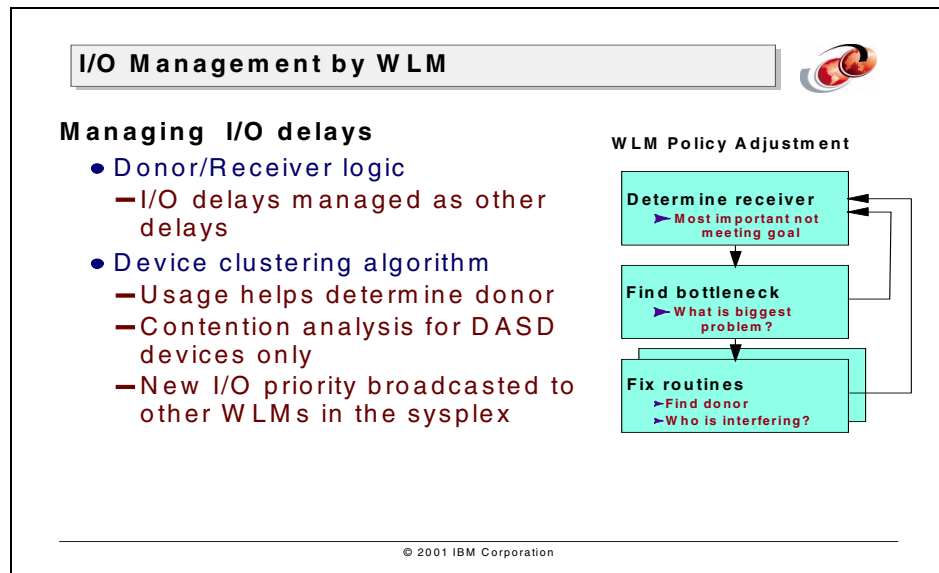 I/O Management by WLM
Managing I/O delays
Donor/Receiver logic
I/O delays managed as other
delays
Device clustering algorithm
Usage helps determine donor
Contention analysis for DASD
devices only
New I/O priority broadcasted to
other WLMs in the sysplex
WLM Policy Adjustment
Determine receiver
Most important not
meeting goal
Find bottleneck
What is biggest
problem?
Fix routines
Find donor
Who is interfering?
© 2001 IBM Corporation